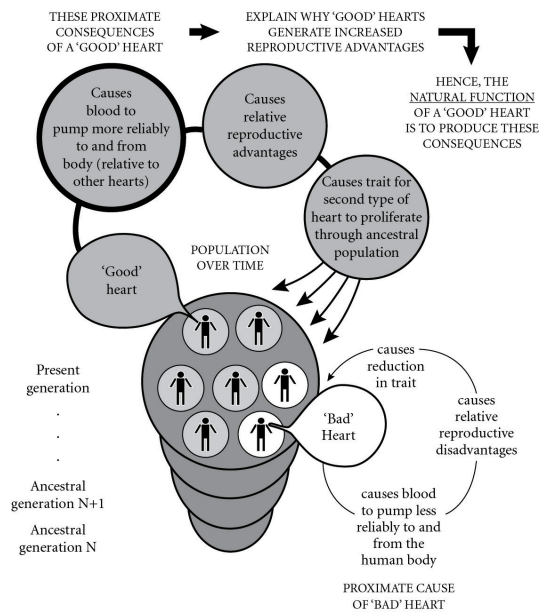 THESE PROXIMATE
CONSEQUENCES
OF A ‘GOOD’ HEART
EXPLAIN WHY ‘GOOD’ HEARTS
GENERATE INCREASED
REPRODUCTIVE ADVANTAGES
HENCE, THE
NATURAL FUNCTION
OF A ‘GOOD’ HEART
IS TO PRODUCE THESE
CONSEQUENCES
Causes
blood to
pump more reliably
to and from
body (relative to
other hearts)
Causes
relative
reproductive
advantages
Causes trait for
second type of
heart to proliferate
through ancestral
population
‘Good’
heart
POPULATION
OVER TIME
Present
generation
.
.
.
Ancestral
generation N+1
Ancestral
generation N
‘Bad’
Heart
causes
reduction
in trait
causes
relative
reproductive
disadvantages
causes blood
to pump less
reliably to and
from the
human body
PROXIMATE CAUSE
OF ‘BAD’ HEART